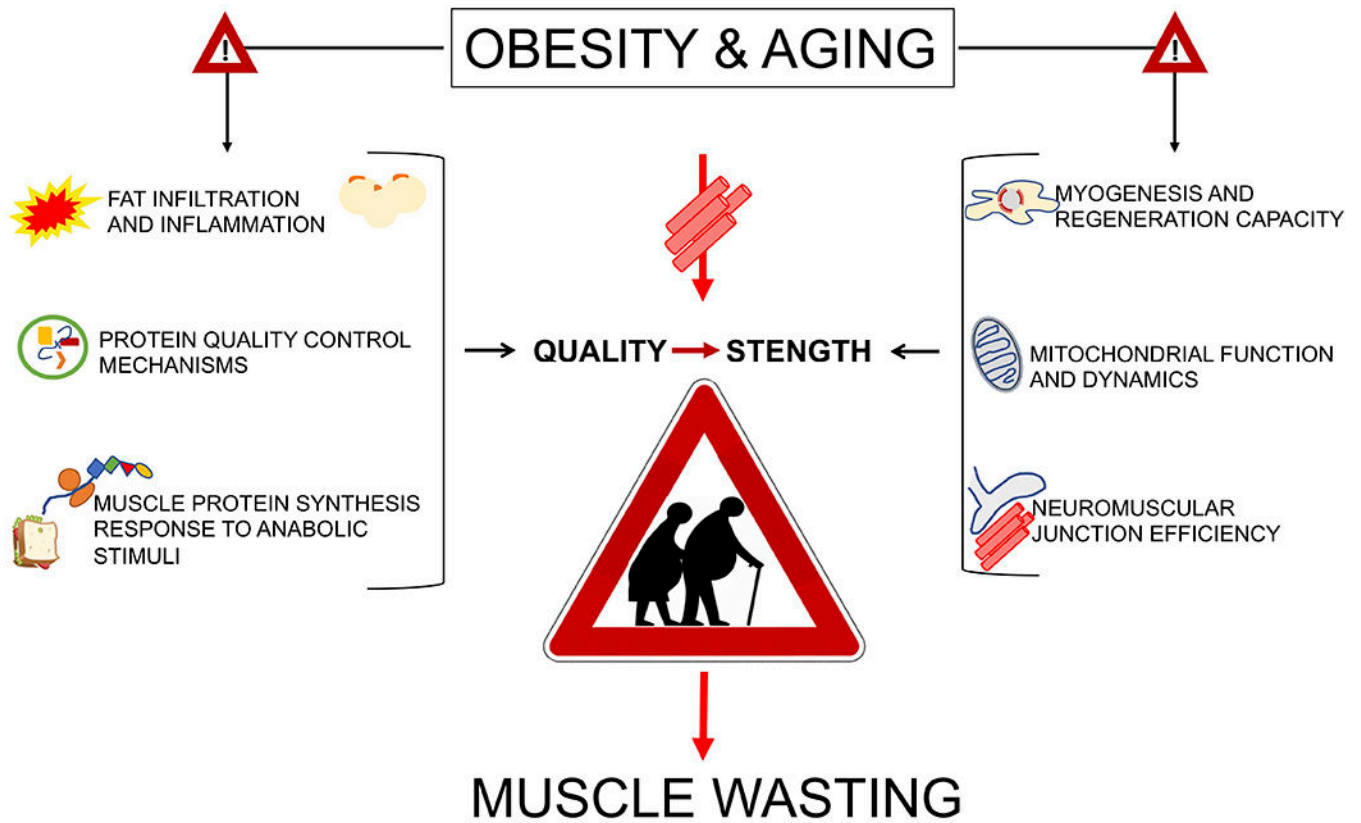 OBESITY & AGING
FAT INFILTRATION
AND INFLAMMATION
PROTEIN QUALITY CONTROL
MECHANISMS
MUSCLE PROTEIN SYNTHESIS
RESPONSE TO ANABOLIC
STIMULI
QUALITY STENGTH
MYOGENESIS AND
REGENERATION CAPACITY
MITOCHONDRIAL FUNCTION
AND DYNAMICS
NEUROMUSCULAR
JUNCTION EFFICIENCY
MUSCLE WASTING